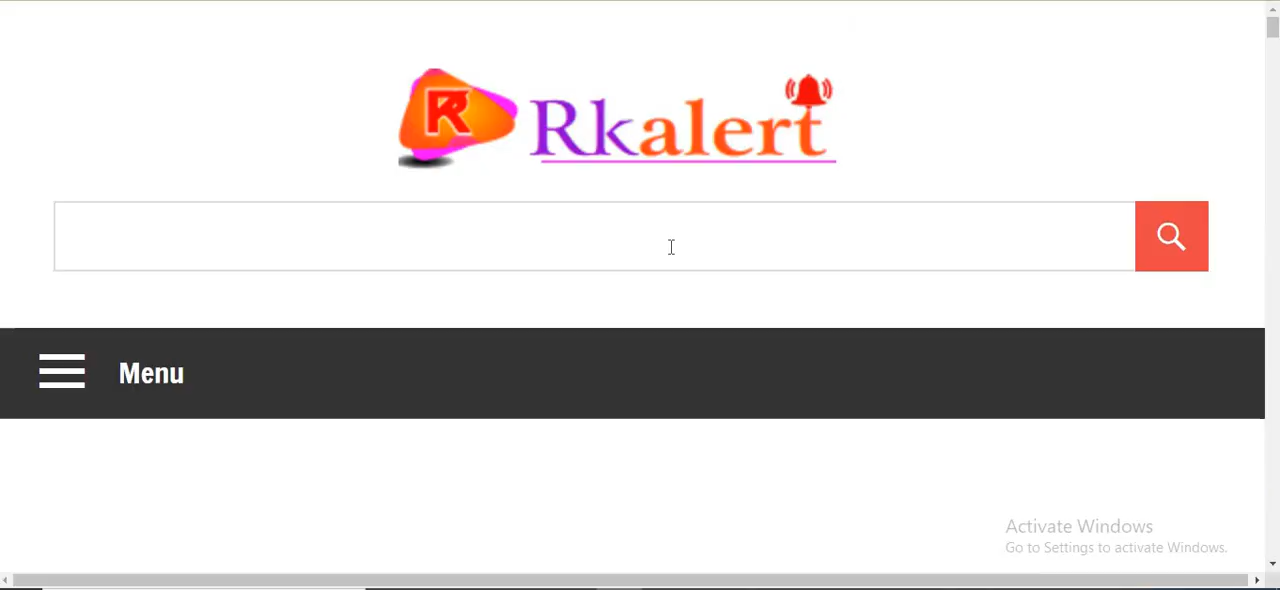 R
Rkalert
Menu
Activate Windows
Go to Settings to activate Windows.